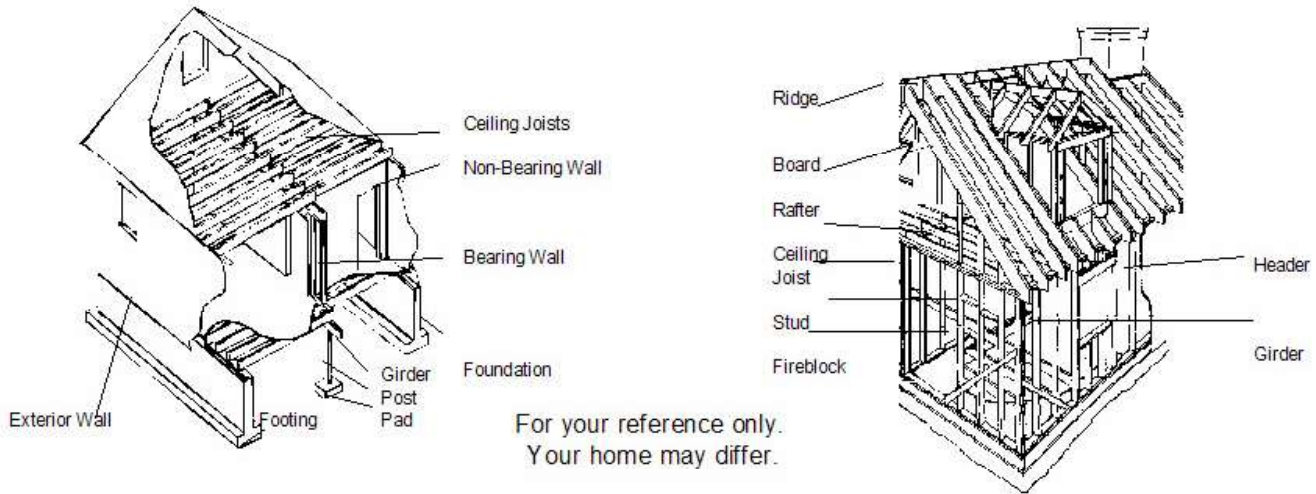 Ceiling Joists
Non-Bearing Wall
Bearing Wall
Foundation
Girder
Post
Pad
Footing
Exterior Wall
For your reference only.
Your home may differ.
Ridge
Board
Rafter
Ceiling
Joist
Stud
Fireblock
Header
Girder